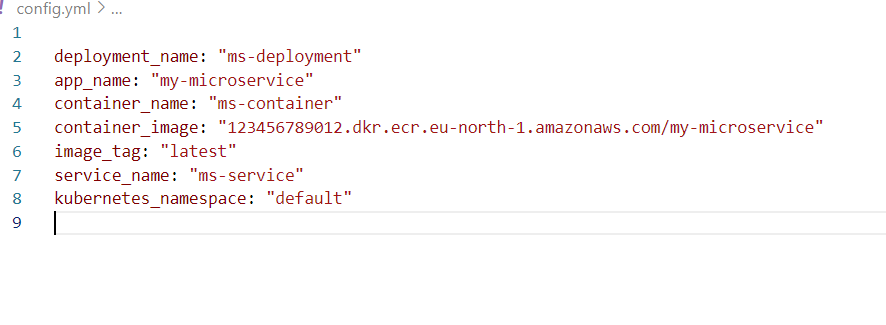 ! config.yml > ...
1
2 deployment_name: "ms-deployment"
3 app_name: "my-microservice"
4 container_name: "ms-container"
5 container_image: "123456789012.dkr.ecr.eu-north-1.amazonaws.com/my-microservice"
6 image_tag: "latest"
7 service_name: "ms-service"
8 kubernetes_namespace: "default"
9